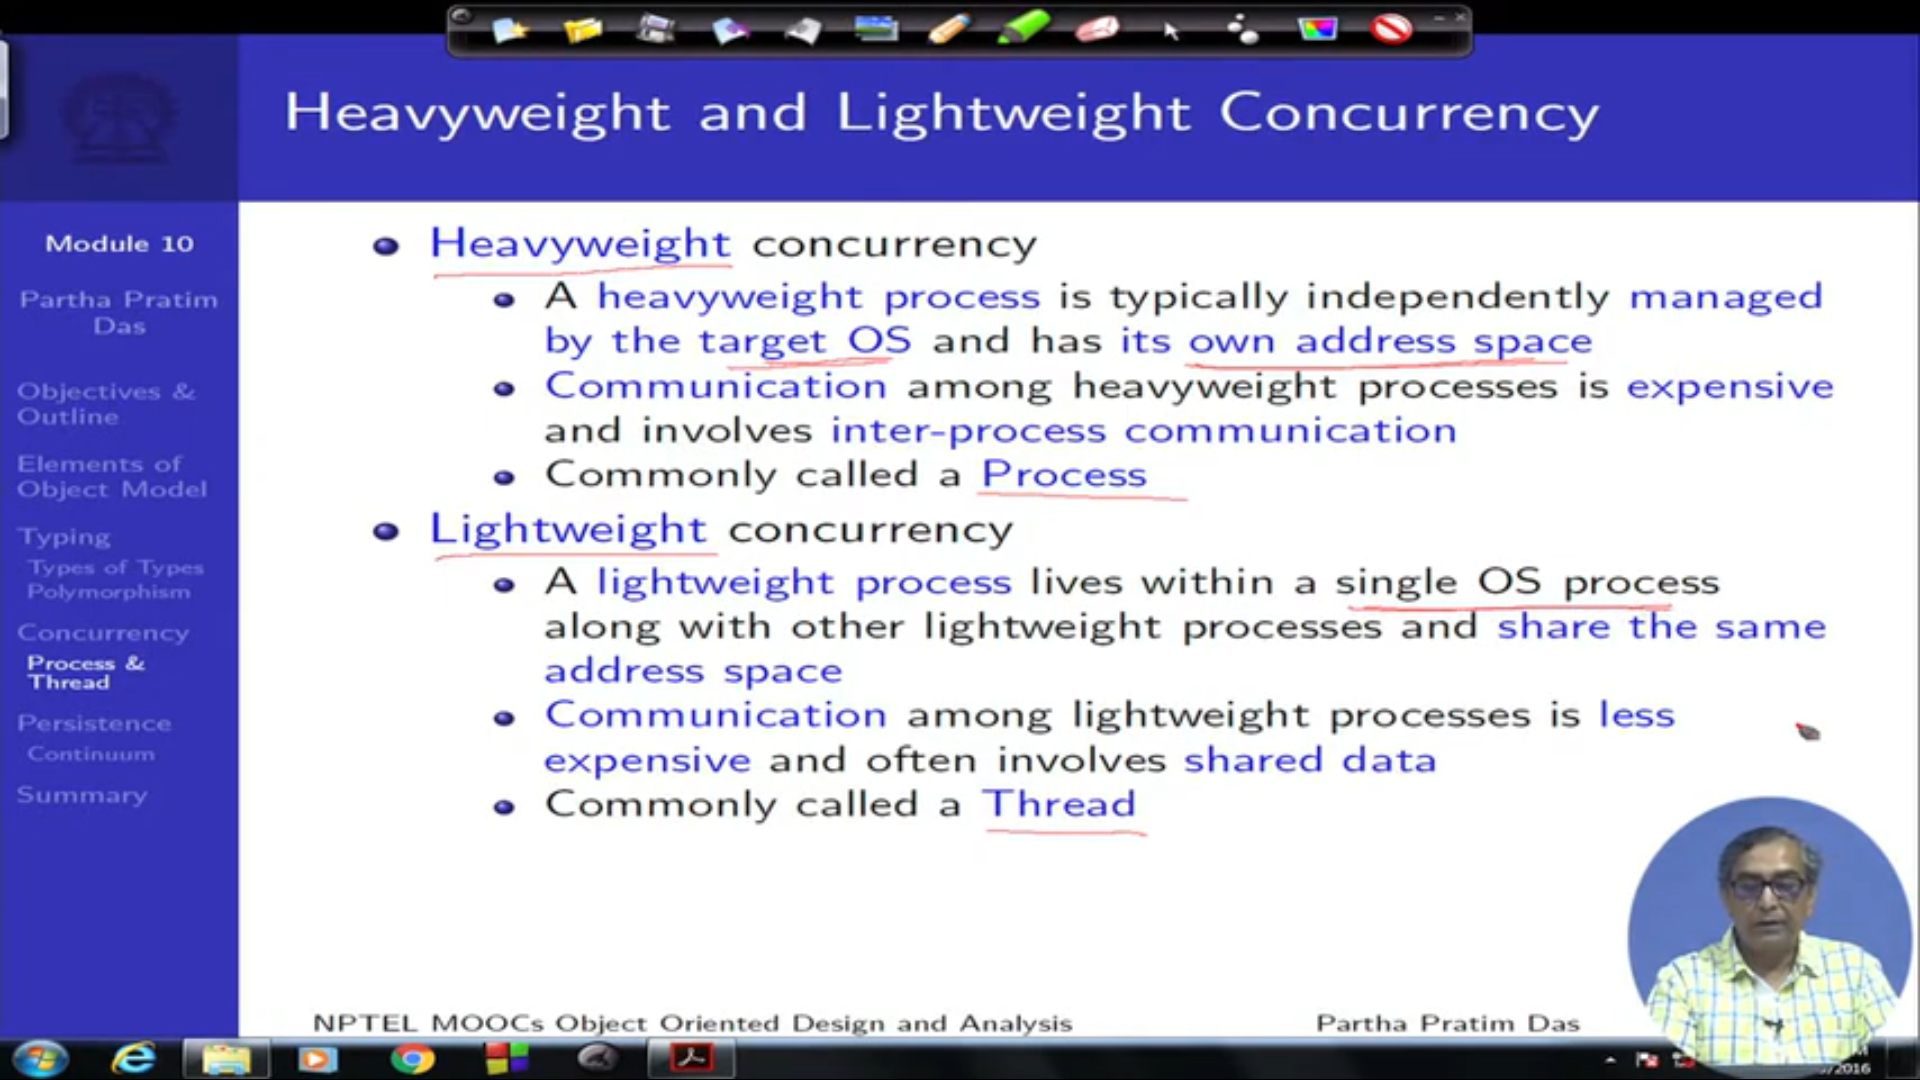 Heavyweight and Lightweight Concurrency
Module 10
Partha Pratim
Das
Objectives &
Outline
Elements of
Object Model
Typing
Types of Types
Polymorphism
Concurrency
Process &
Thread
Persistence
Continuum
Summary
Heavyweight concurrency
A heavyweight process is typically independently managed
by the target OS and has its own address space
Communication among heavyweight processes is expensive
and involves inter-process communication
Commonly called a Process
Lightweight concurrency
A lightweight process lives within a single OS process
along with other lightweight processes and share the same
address space
Communication among lightweight processes is less
expensive and often involves shared data
Commonly called a Thread
NPTEL MOOCs Object Oriented Design and Analysis
Partha Pratim Das